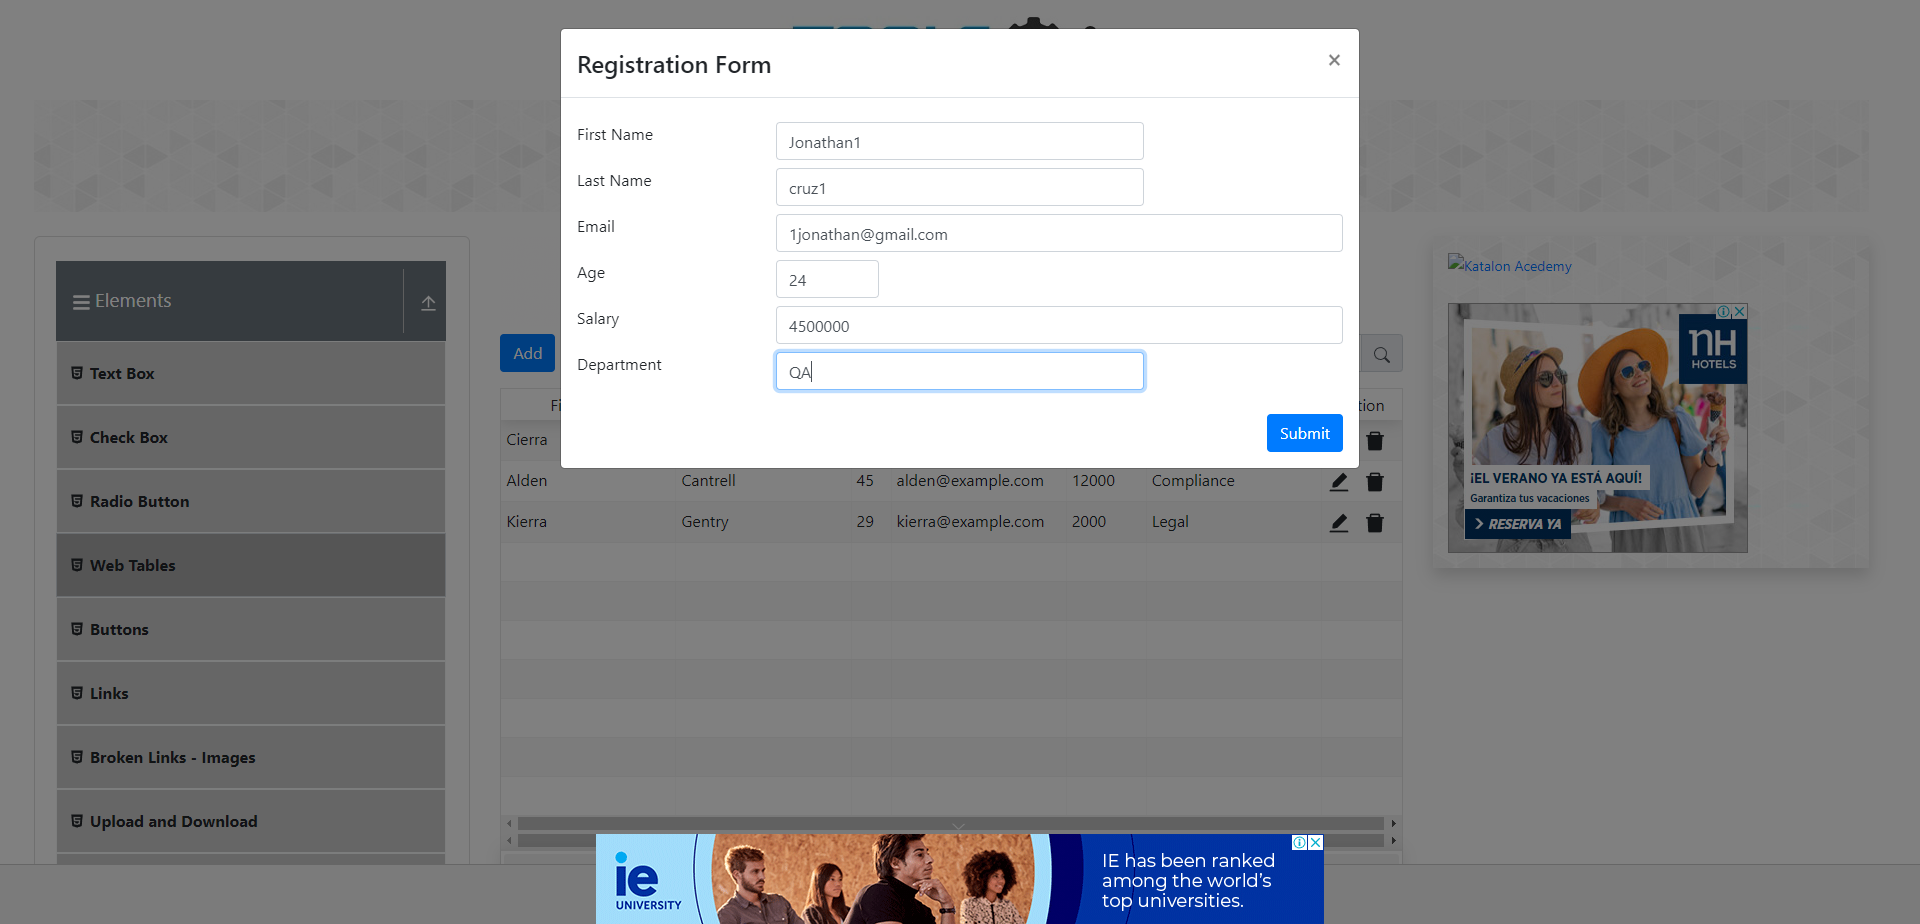 Registration Form
×
First Name
Jonathan1
Last Name
cruz1
Email
1jonathan@gmail.com
Age
24
Salary
4500000
Department
QA
Submit
Elements
Text Box
Check Box
Radio Button
Web Tables
Buttons
Links
Broken Links - Images
Upload and Download
Add
Cierra
Alden Cantrell 45 alden@example.com 12000 Compliance
Kierra Gentry 29 kierra@example.com 2000 Legal
Katalon Acedemy
nH
HOTELS
¡EL VERANO YA ESTÁ AQUÍ!
Garantiza tus vacaciones
> RESERVA YA
ie
UNIVERSITY
IE has been ranked
among the world's
top universities.